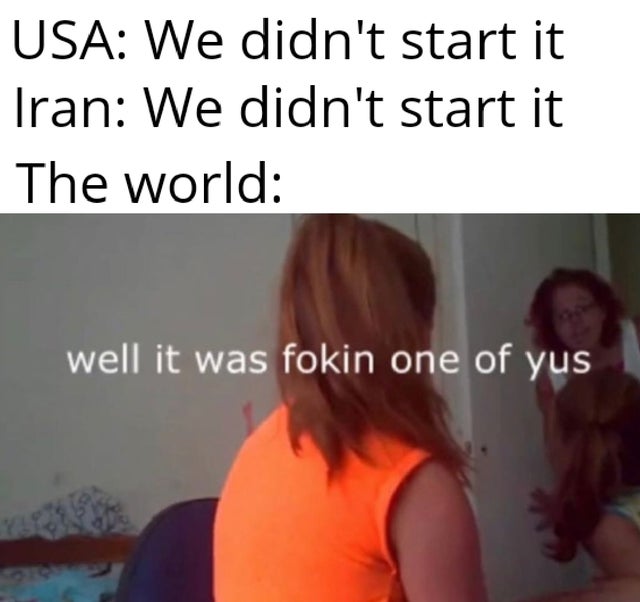 USA: We didn't start it
Iran: We didn't start it
The world:
well it was fokin one of yus